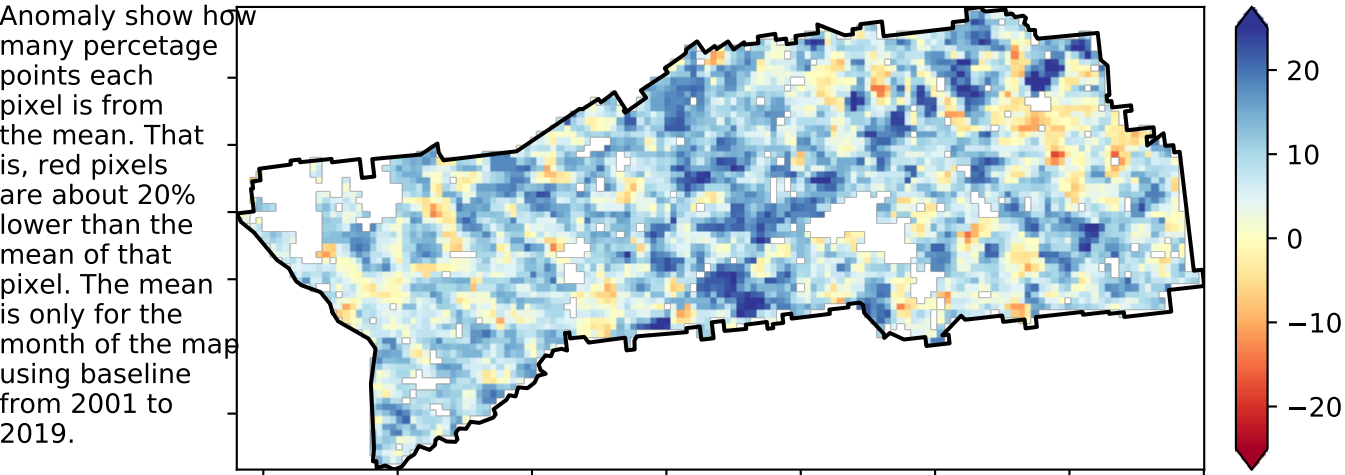 Anomaly show how
many percetage
points each
pixel is from
the mean. That
is, red pixels
are about 20%
lower than the
mean of that
pixel. The mean
is only for the
month of the map
using baseline
from 2001 to
2019.
20
10
0
−10
−20